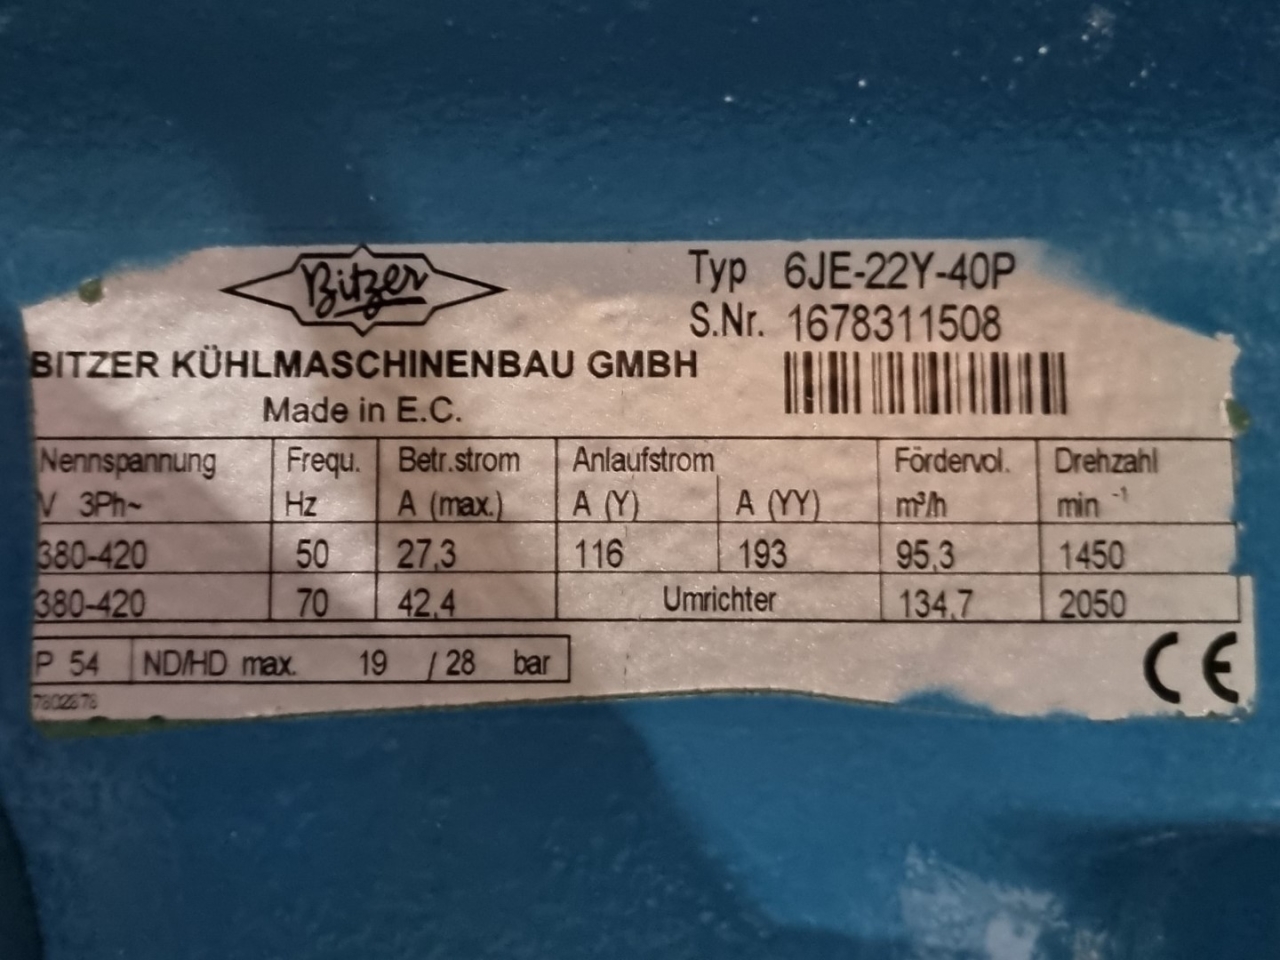 Bitzer
Typ 6JE-22Y-40P
S.Nr. 1678311508
BITZER KÜHLMASCHINENBAU GMBH
Made in E.C.
Nennspannung Frequ. Betr.strom Anlaufstrom Fördervol. Drehzahl
V 3Ph~ Hz A (max.) A (Y) A (YY) m³/h min ⁻¹
380-420 50 27,3 116 193 95,3 1450
380-420 70 42,4 Umrichter 134,7 2050
P 54 ND/HD max. 19 / 28 bar
CE